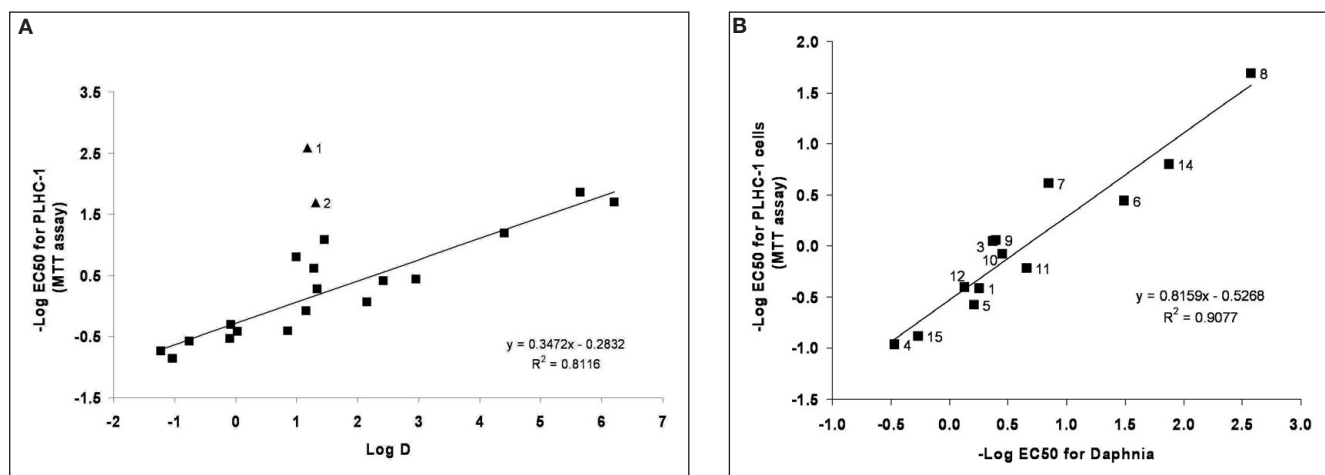 A
-Log EC50 for PLHC-1
(MTT assay)
3.5
2.5
1.5
0.5
-0.5
-1.5
1
2
y = 0.3472x - 0.2832
R² = 0.8116
-2 -1 0 1 2 3 4 5 6 7
Log D
B
-Log EC50 for PLHC-1 cells
(MTT assay)
2.0
1.5
1.0
0.5
0.0
-0.5
-1.0
-1.5
8
14
7
6
3 9
10
11
12
1
5
15
4
y = 0.8159x - 0.5268
R² = 0.9077
-1.0 -0.5 0.0 0.5 1.0 1.5 2.0 2.5 3.0
-Log EC50 for Daphnia